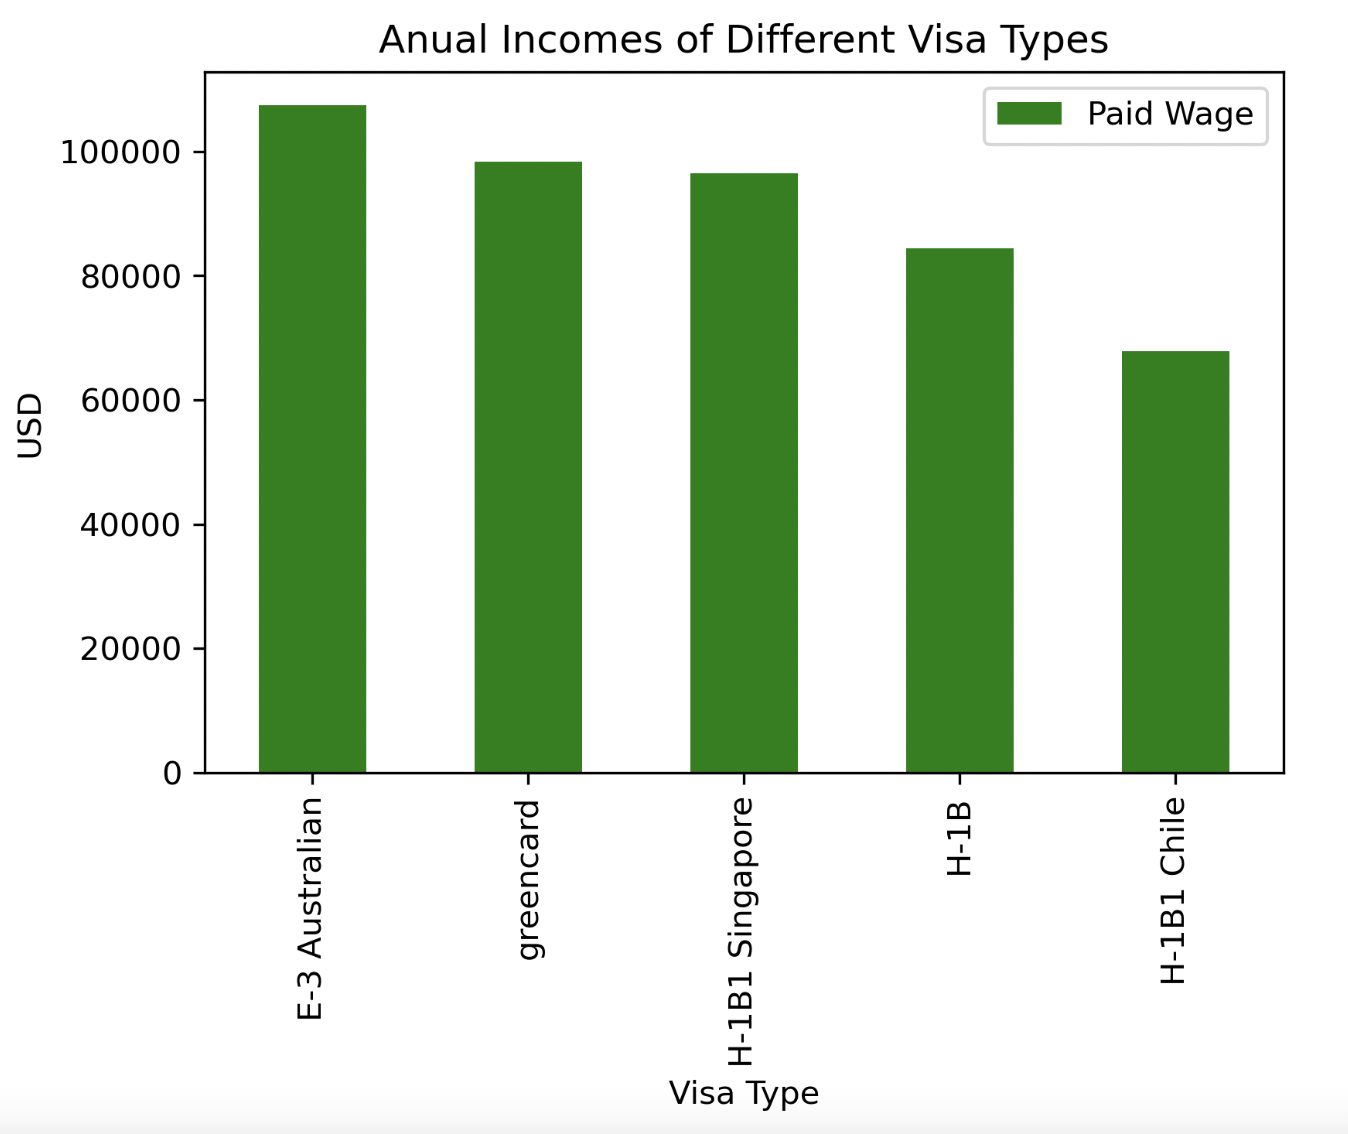 Anual Incomes of Different Visa Types
Paid Wage
100000
80000
60000
40000
20000
0
USD
E-3 Australian
greencard
H-1B1 Singapore
H-1B
H-1B1 Chile
Visa Type